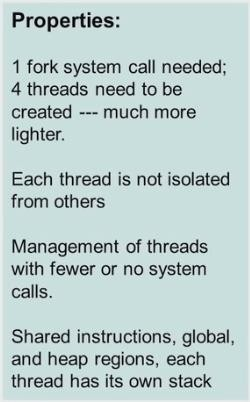 Properties:
1 fork system call needed;
4 threads need to be
created --- much more
lighter.
Each thread is not isolated
from others
Management of threads
with fewer or no system
calls.
Shared instructions, global,
and heap regions, each
thread has its own stack